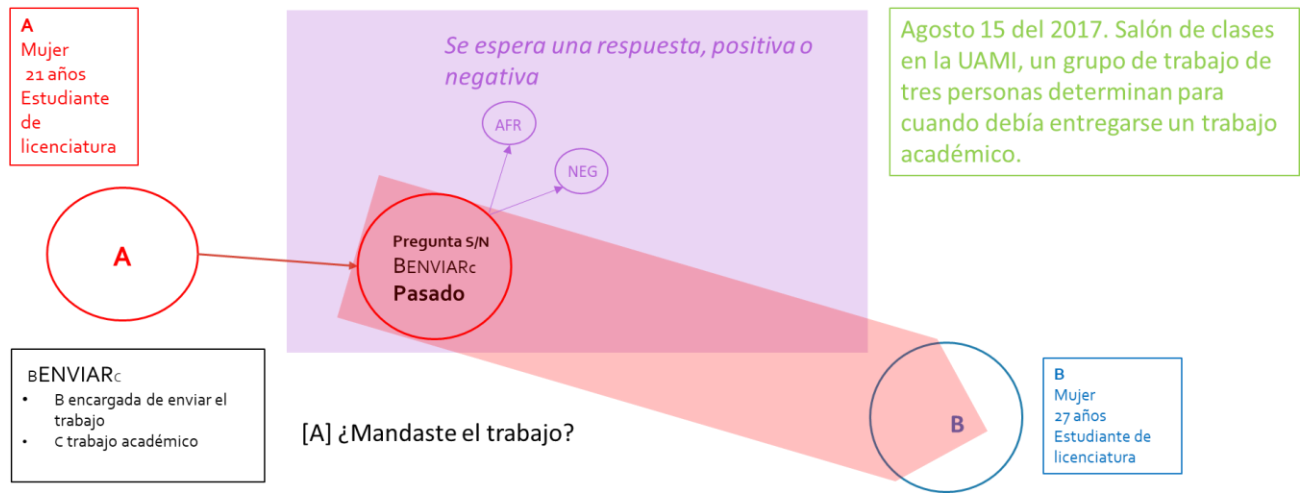 A
Mujer
21 años
Estudiante
de
licenciatura
Se espera una respuesta, positiva o
negativa
AFR
NEG
Agosto 15 del 2017. Salón de clases
en la UAMI, un grupo de trabajo de
tres personas determinan para
cuando debía entregarse un trabajo
académico.
A
Pregunta S/N
BENVIARc
Pasado
BENVIARc
• B encargada de enviar el
trabajo
• C trabajo académico
[A] ¿Mandaste el trabajo?
B
B
Mujer
27 años
Estudiante de
licenciatura